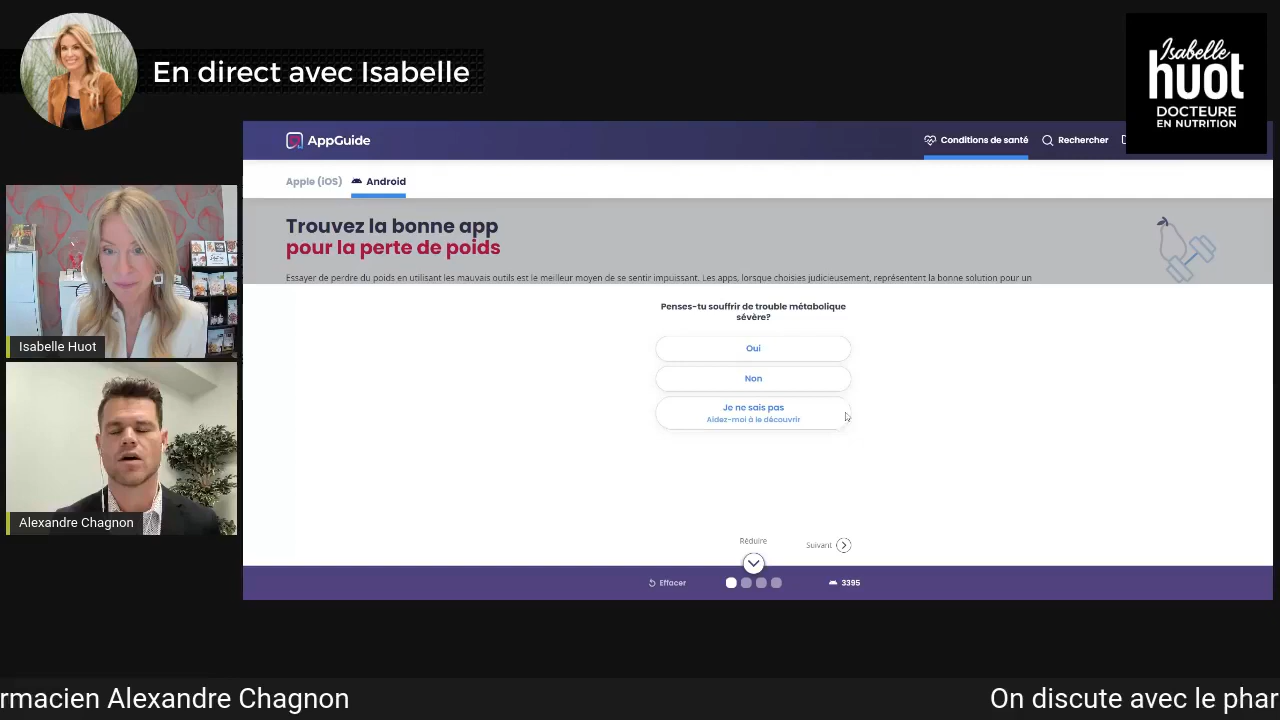 En direct avec Isabelle
Isabelle
huot
DOCTEURE
EN NUTRITION
AppGuide
Conditions de santé
Rechercher
Apple (iOS)
Android
Trouvez la bonne app
pour la perte de poids
Essayer de perdre du poids en utilisant les mauvais outils est le meilleur moyen de se sentir impuissant. Les apps, lorsque choisies judicieusement, représentent la bonne solution pour un
Isabelle Huot
Alexandre Chagnon
Penses-tu souffrir de trouble métabolique
sévère?
Oui
Non
Je ne sais pas
Aidez-moi à le découvrir
Réduire
Suivant
Effacer
3395
rmacien Alexandre Chagnon
On discute avec le phar